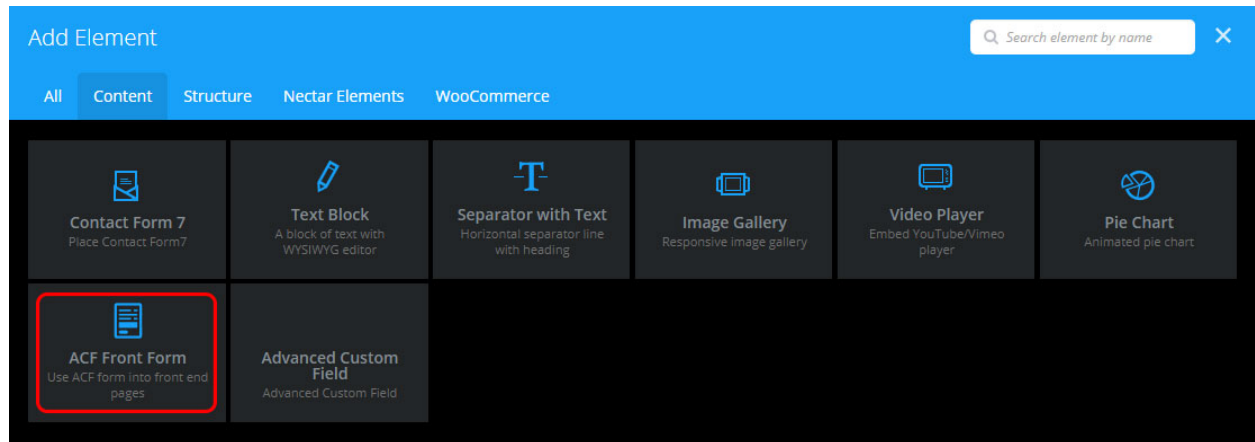 Add Element
Search element by name
All Content Structure Nectar Elements WooCommerce
Contact Form 7
Place Contact Form7
Text Block
A block of text with
WYSIWYG editor
Separator with Text
Horizontal separator line
with heading
Image Gallery
Responsive image gallery
Video Player
Embed YouTube/Vimeo
player
Pie Chart
Animated pie chart
ACF Front Form
Use ACF form into front end
pages
Advanced Custom
Field
Advanced Custom Field